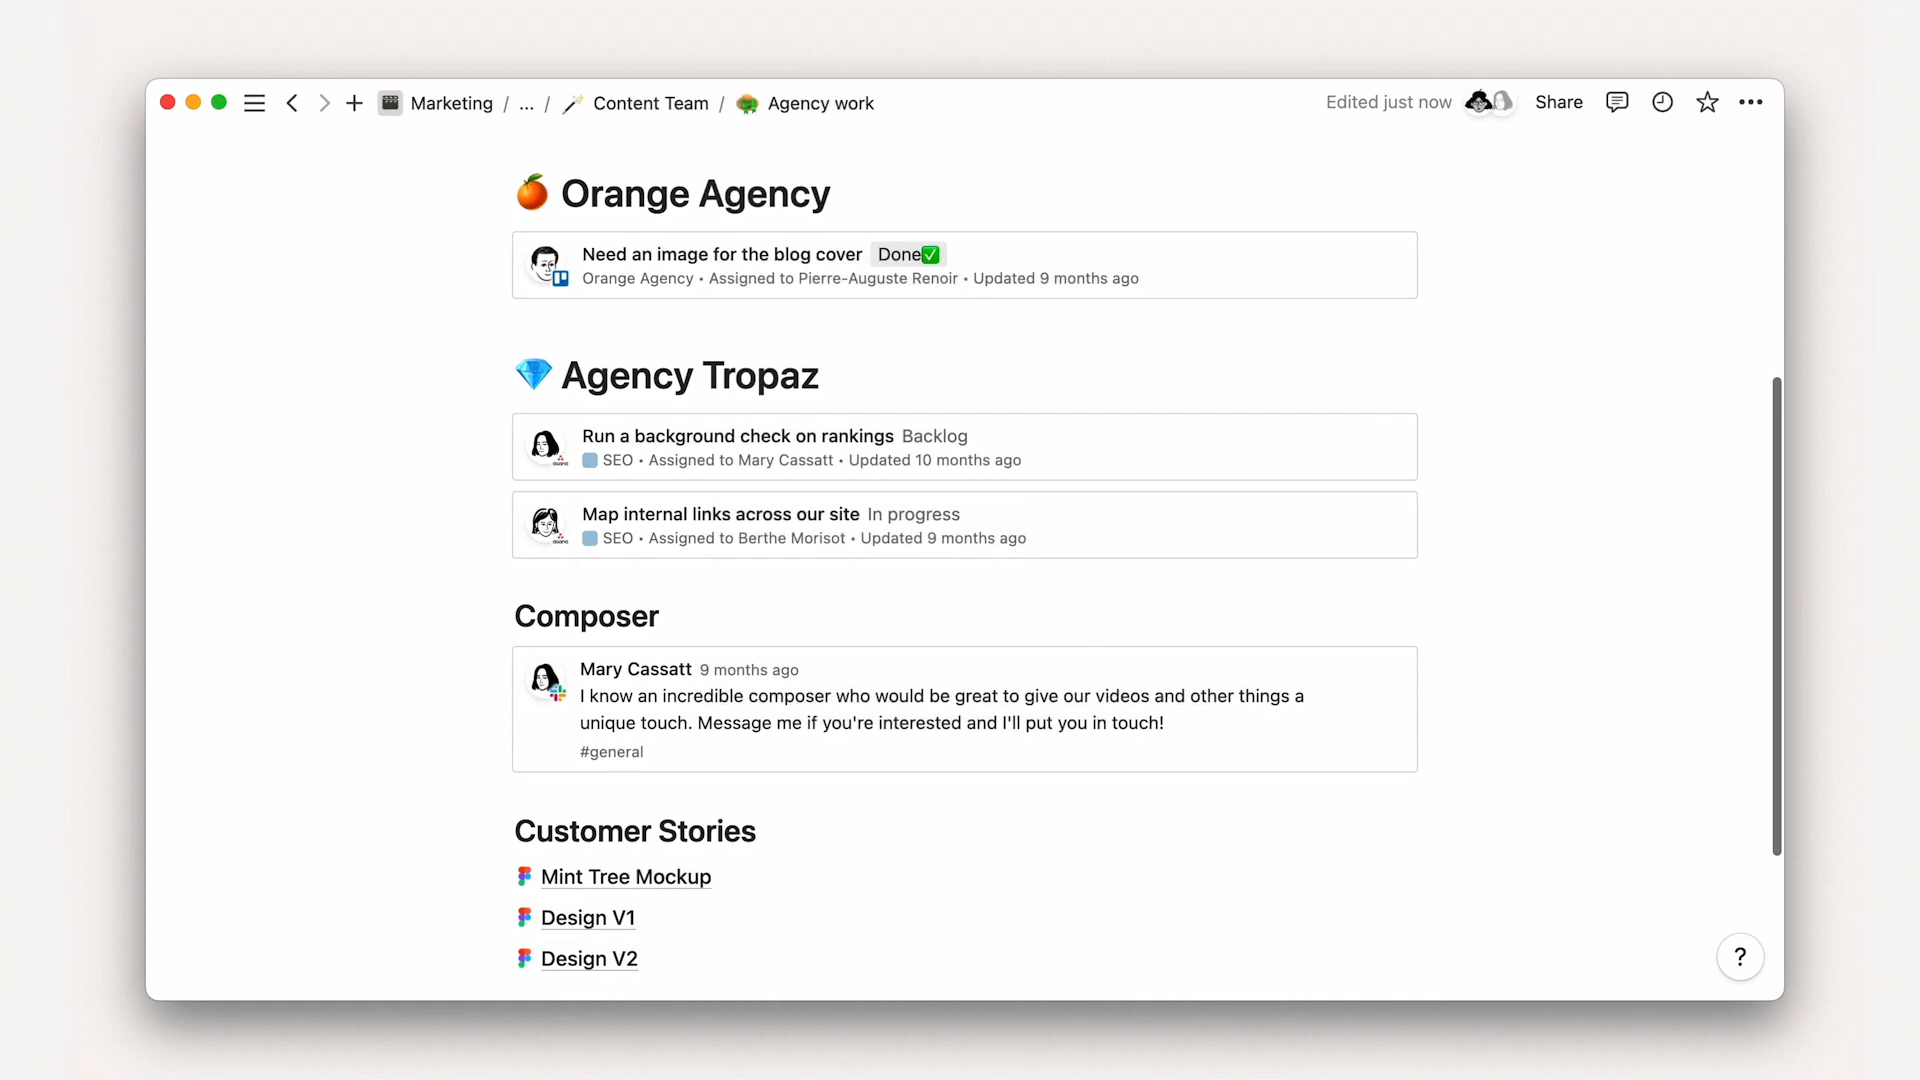 Marketing / ... / Content Team / Agency work
Edited just now Share
Orange Agency
Need an image for the blog cover Done✅
Orange Agency • Assigned to Pierre-Auguste Renoir • Updated 9 months ago
Agency Tropaz
Run a background check on rankings Backlog
SEO • Assigned to Mary Cassatt • Updated 10 months ago
Map internal links across our site In progress
SEO • Assigned to Berthe Morisot • Updated 9 months ago
Composer
Mary Cassatt 9 months ago
I know an incredible composer who would be great to give our videos and other things a
unique touch. Message me if you're interested and I'll put you in touch!
#general
Customer Stories
Mint Tree Mockup
Design V1
Design V2
?